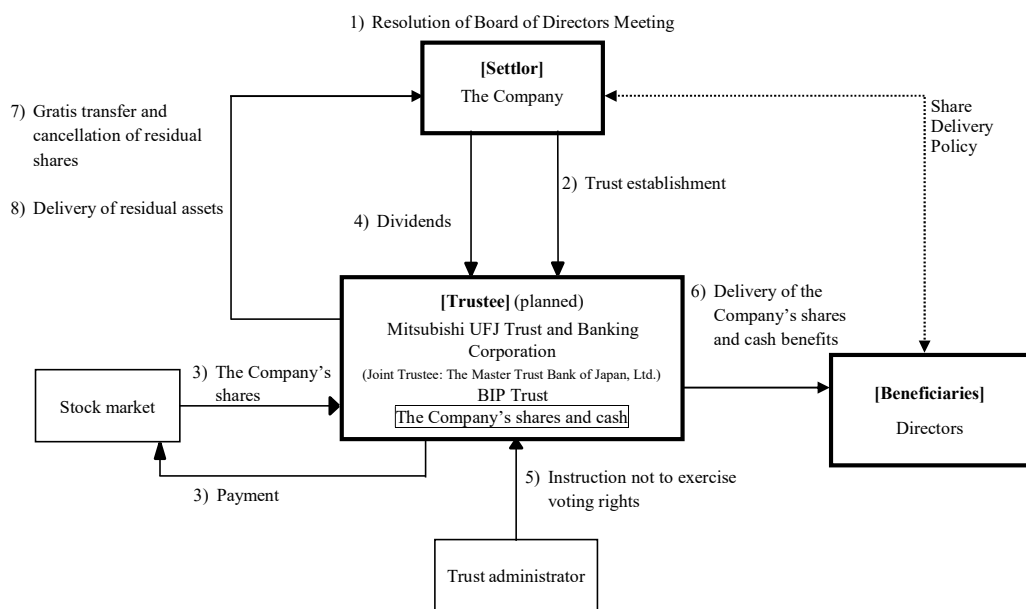 1) Resolution of Board of Directors Meeting
[Settlor]
The Company
7) Gratis transfer and
cancellation of residual
shares
Share
Delivery
Policy
2) Trust establishment
8) Delivery of residual assets
4) Dividends
[Trustee] (planned)
Mitsubishi UFJ Trust and Banking
Corporation
(Joint Trustee: The Master Trust Bank of Japan, Ltd.)
BIP Trust
The Company’s shares and cash
6) Delivery of the
Company’s shares
and cash benefits
3) The Company’s
shares
Stock market
[Beneficiaries]
Directors
3) Payment
5) Instruction not to exercise
voting rights
Trust administrator